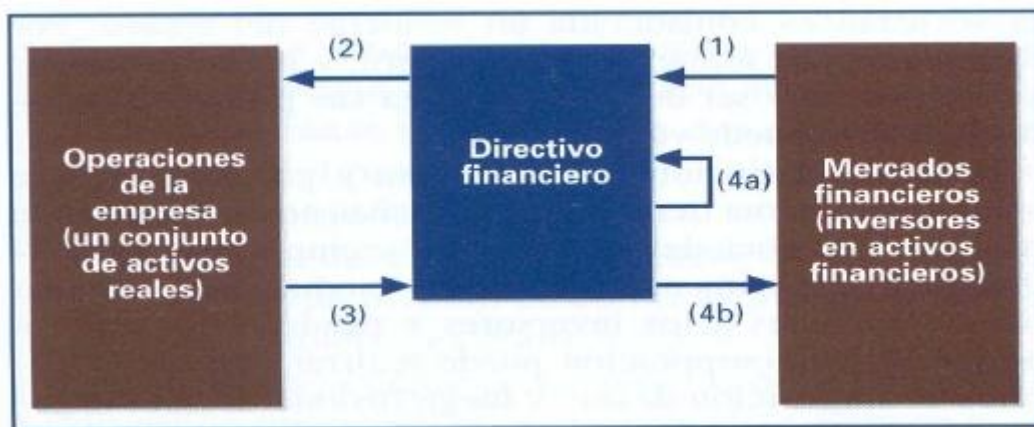 (2)
(1)
Operaciones
de la
empresa
(un conjunto
de activos
reales)
Directivo
financiero
(4a)
Mercados
financieros
(inversores
en activos
financieros)
(3)
(4b)